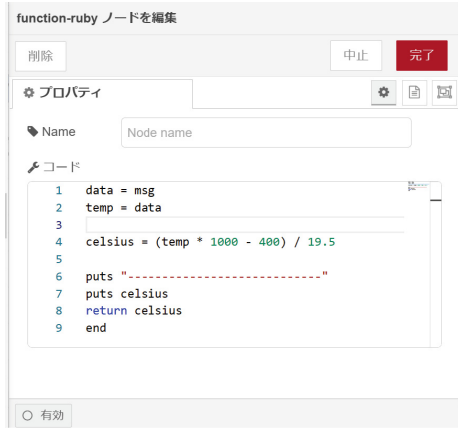 function-ruby ノードを編集
削除 中止 完了
プロパティ
Name Node name
コード
1 data = msg
2 temp = data
3
4 celsius = (temp * 1000 - 400) / 19.5
5
6 puts "----------------------------"
7 puts celsius
8 return celsius
9 end
有効